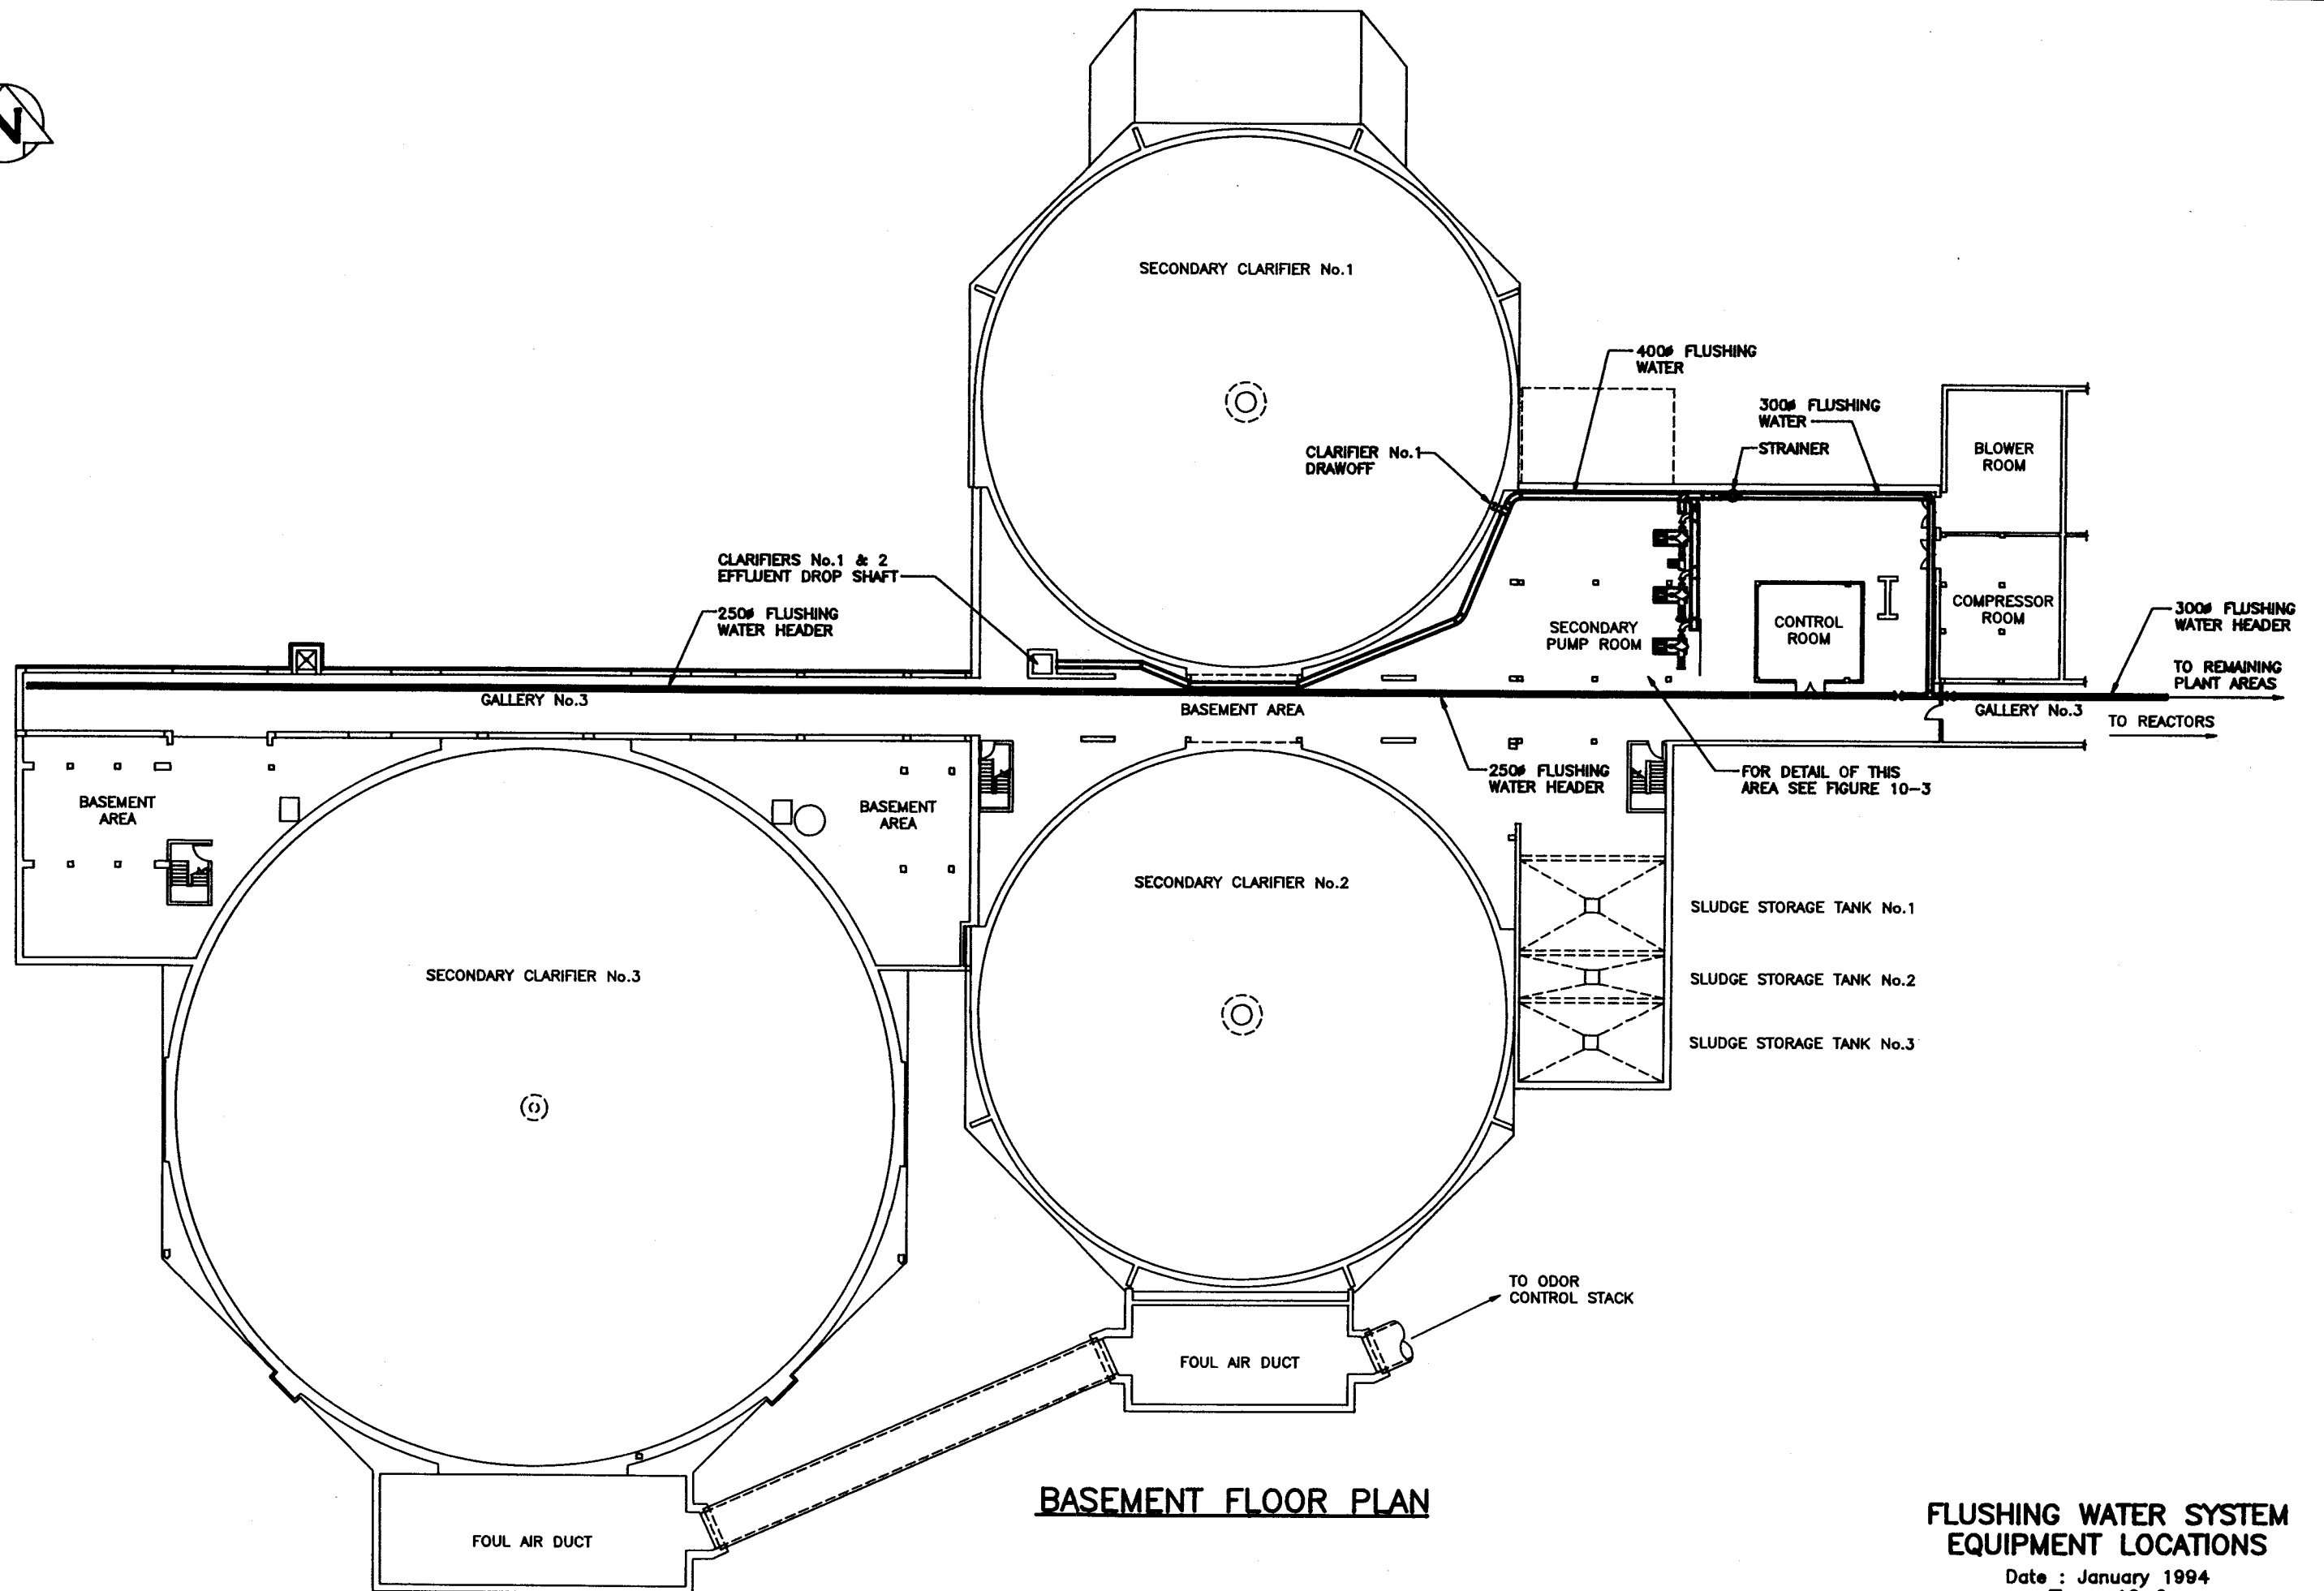 N
SECONDARY CLARIFIER No.1
400ø FLUSHING
WATER
300ø FLUSHING
WATER
STRAINER
CLARIFIER No.1
DRAWOFF
BLOWER
ROOM
CLARIFIERS No.1 & 2
EFFLUENT DROP SHAFT
250ø FLUSHING
WATER HEADER
SECONDARY
PUMP ROOM
CONTROL
ROOM
COMPRESSOR
ROOM
300ø FLUSHING
WATER HEADER
TO REMAINING
PLANT AREAS
GALLERY No.3
BASEMENT AREA
GALLERY No.3
TO REACTORS
250ø FLUSHING
WATER HEADER
FOR DETAIL OF THIS
AREA SEE FIGURE 10-3
BASEMENT
AREA
BASEMENT
AREA
SECONDARY CLARIFIER No.2
SLUDGE STORAGE TANK No.1
SECONDARY CLARIFIER No.3
SLUDGE STORAGE TANK No.2
SLUDGE STORAGE TANK No.3
TO ODOR
CONTROL STACK
FOUL AIR DUCT
FOUL AIR DUCT
BASEMENT FLOOR PLAN
FLUSHING WATER SYSTEM
EQUIPMENT LOCATIONS
Date : January 1994